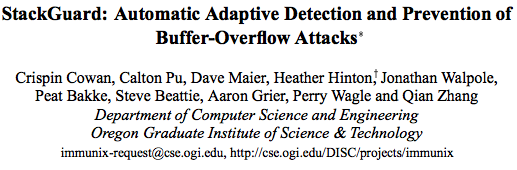 StackGuard: Automatic Adaptive Detection and Prevention of
Buffer-Overflow Attacks*
Crispin Cowan, Calton Pu, Dave Maier, Heather Hinton,† Jonathan Walpole,
Peat Bakke, Steve Beattie, Aaron Grier, Perry Wagle and Qian Zhang
Department of Computer Science and Engineering
Oregon Graduate Institute of Science & Technology
immunix-request@cse.ogi.edu, http://cse.ogi.edu/DISC/projects/immunix